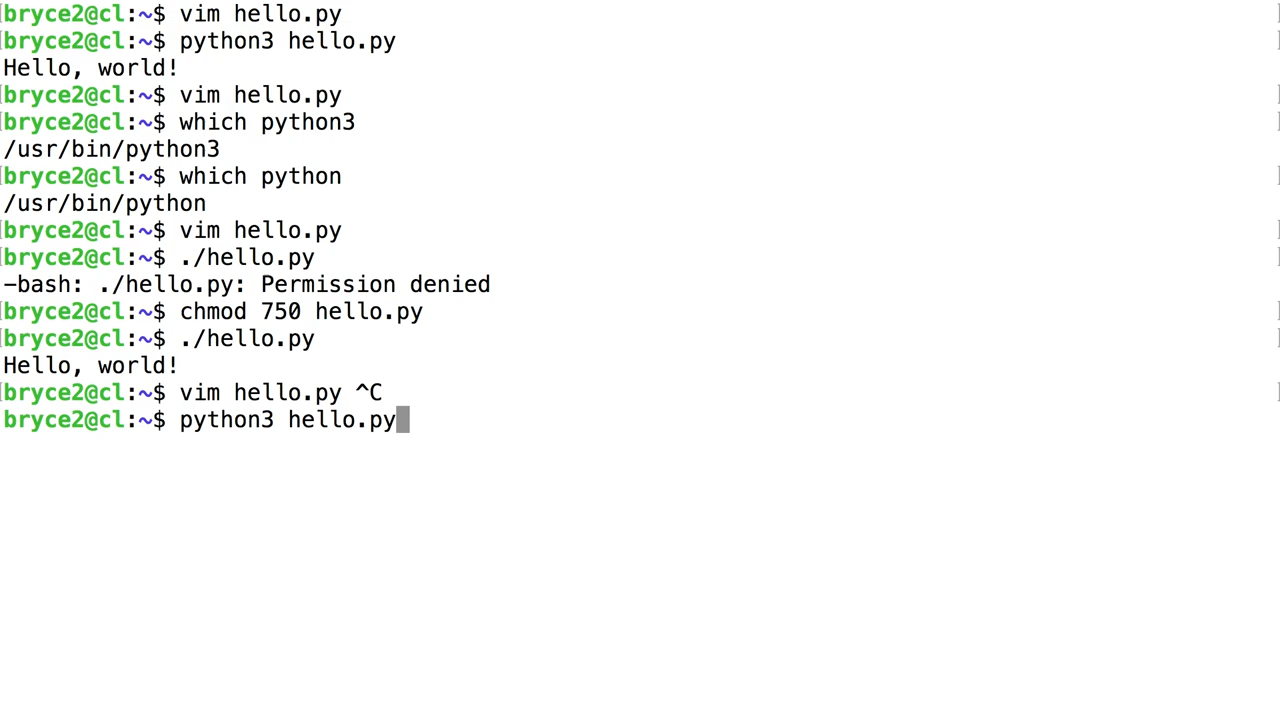 [bryce2@cl:~$ vim hello.py ]
[bryce2@cl:~$ python3 hello.py ]
Hello, world!
[bryce2@cl:~$ vim hello.py ]
[bryce2@cl:~$ which python3 ]
/usr/bin/python3
[bryce2@cl:~$ which python ]
/usr/bin/python
[bryce2@cl:~$ vim hello.py ]
[bryce2@cl:~$ ./hello.py ]
-bash: ./hello.py: Permission denied
[bryce2@cl:~$ chmod 750 hello.py ]
[bryce2@cl:~$ ./hello.py ]
Hello, world!
[bryce2@cl:~$ vim hello.py ^C ]
bryce2@cl:~$ python3 hello.py